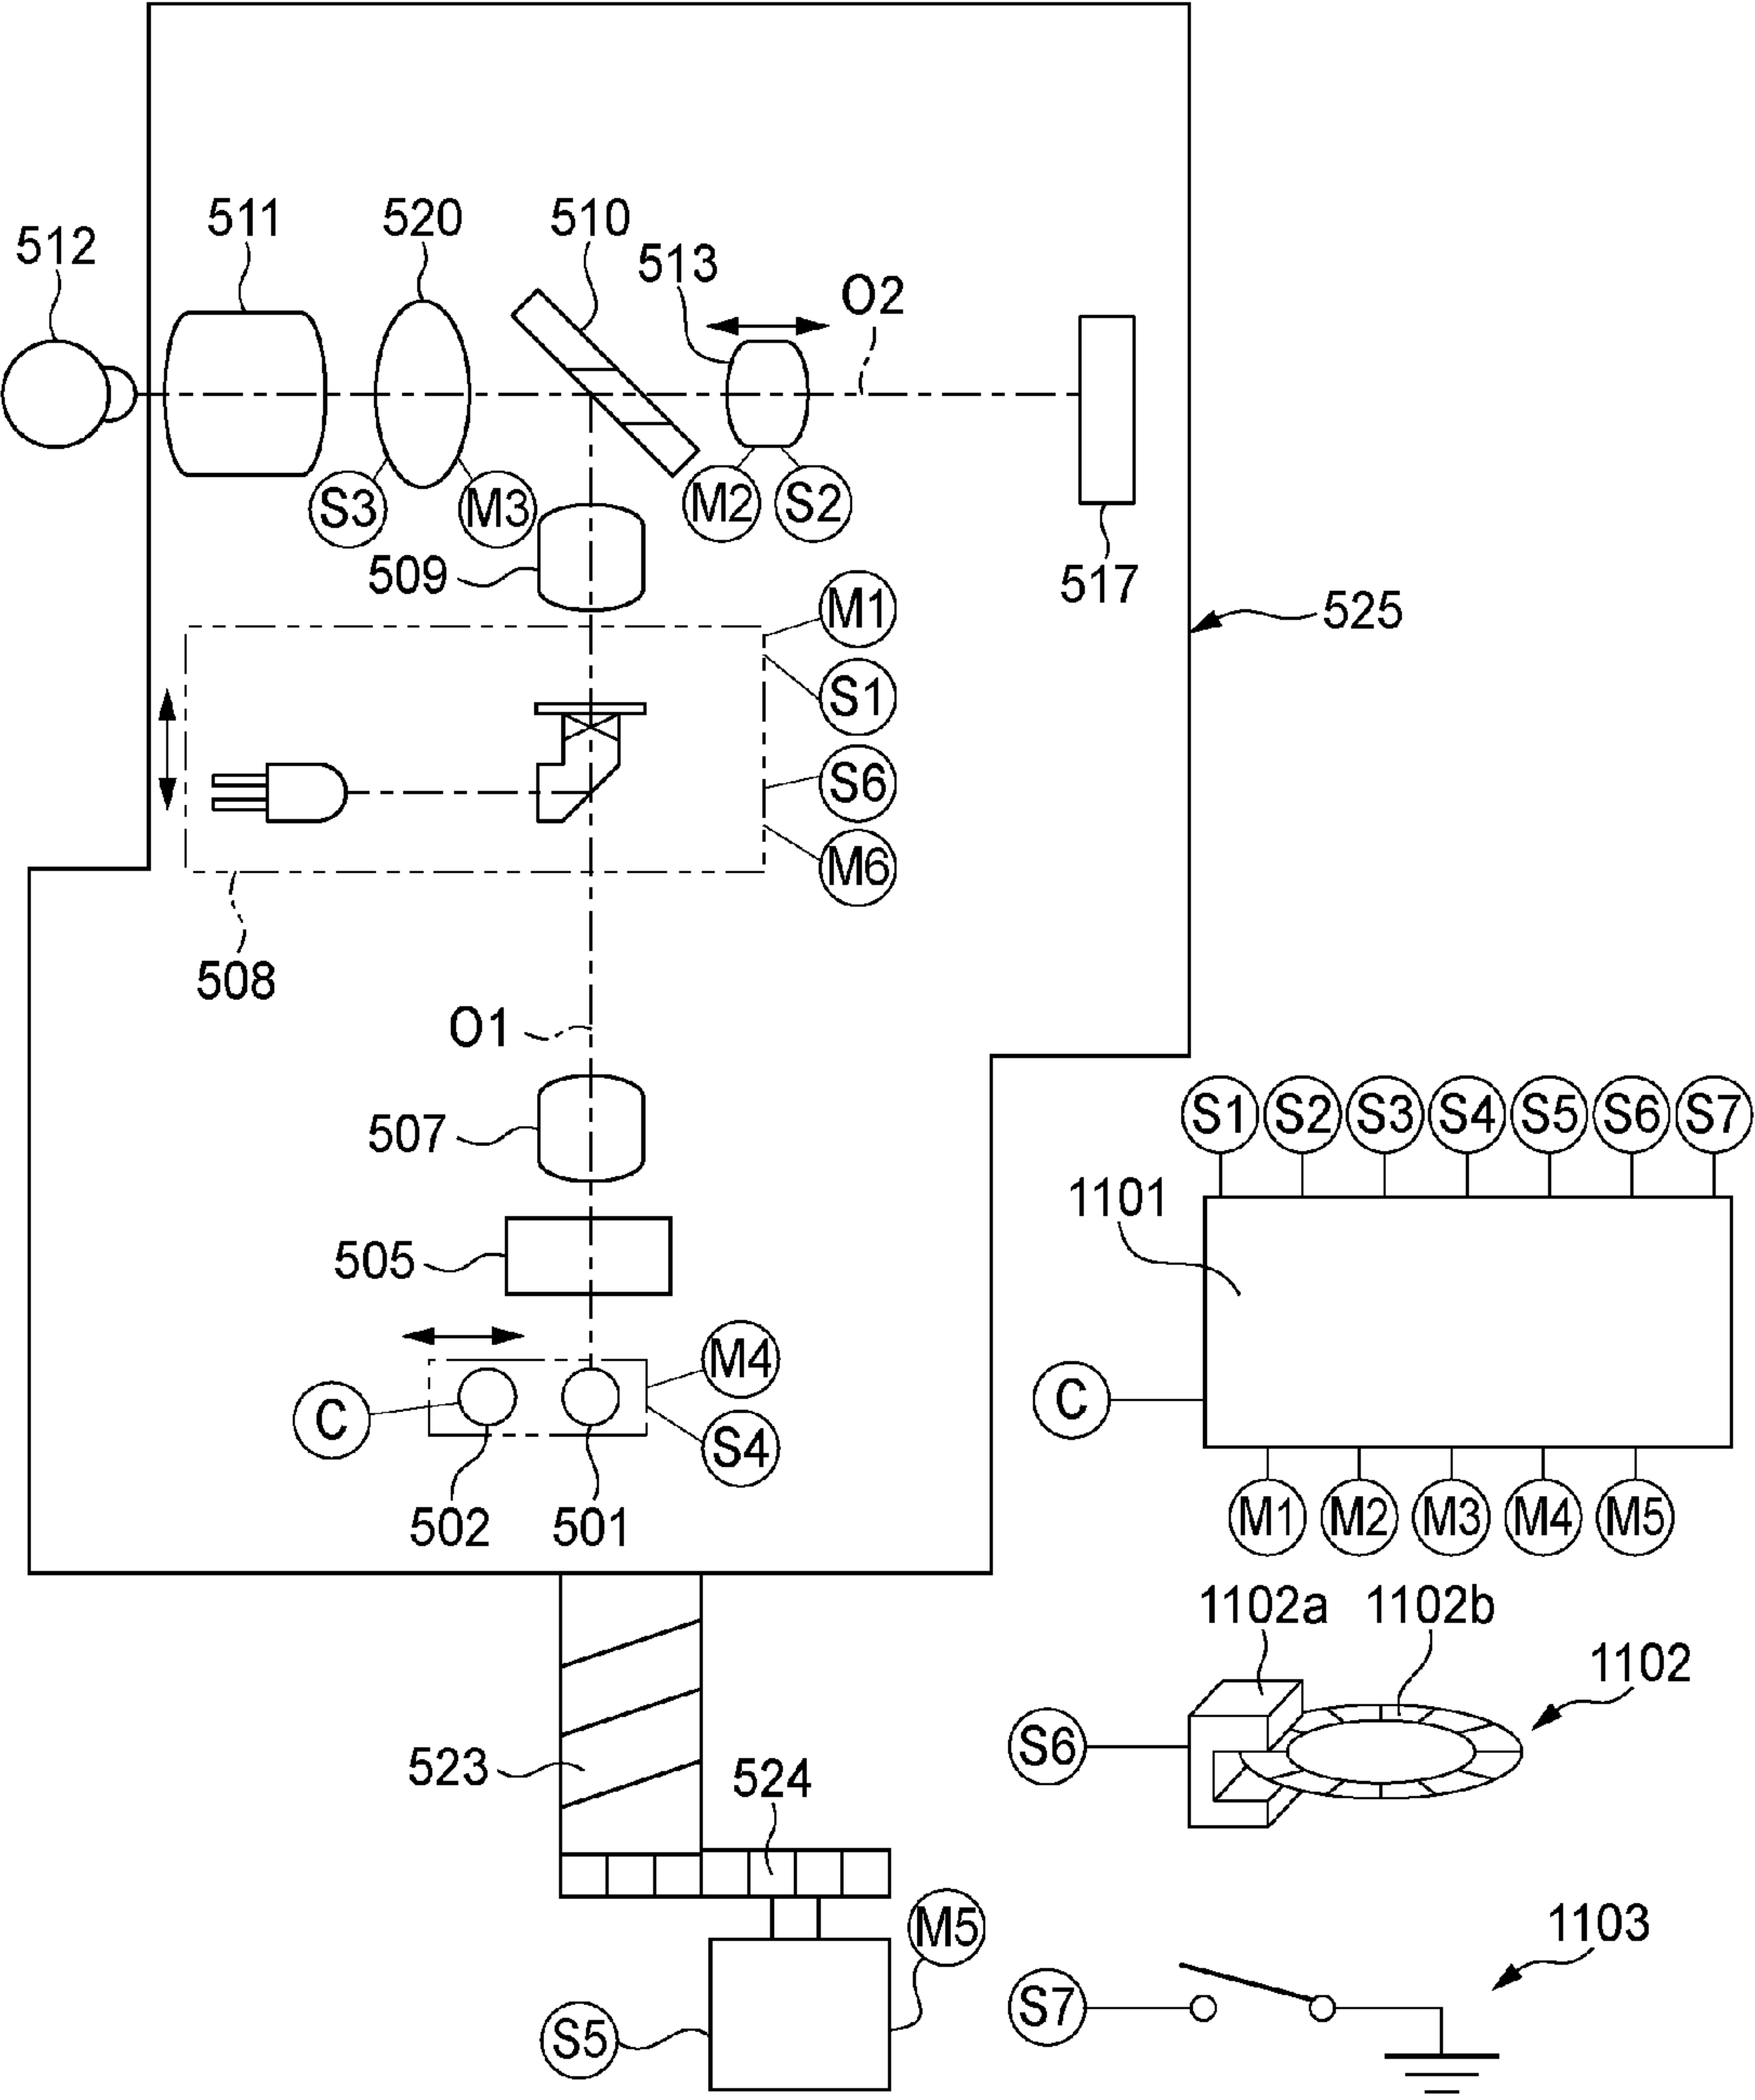 512
511
520
510
513
O2
S3
M3
M2
S2
509
517
525
M1
S1
S6
M6
508
O1
507
S1 S2 S3 S4 S5 S6 S7
1101
505
C
M4
S4
C
502
501
M1 M2 M3 M4 M5
1102a
1102b
1102
S6
523
524
M5
1103
S7
S5